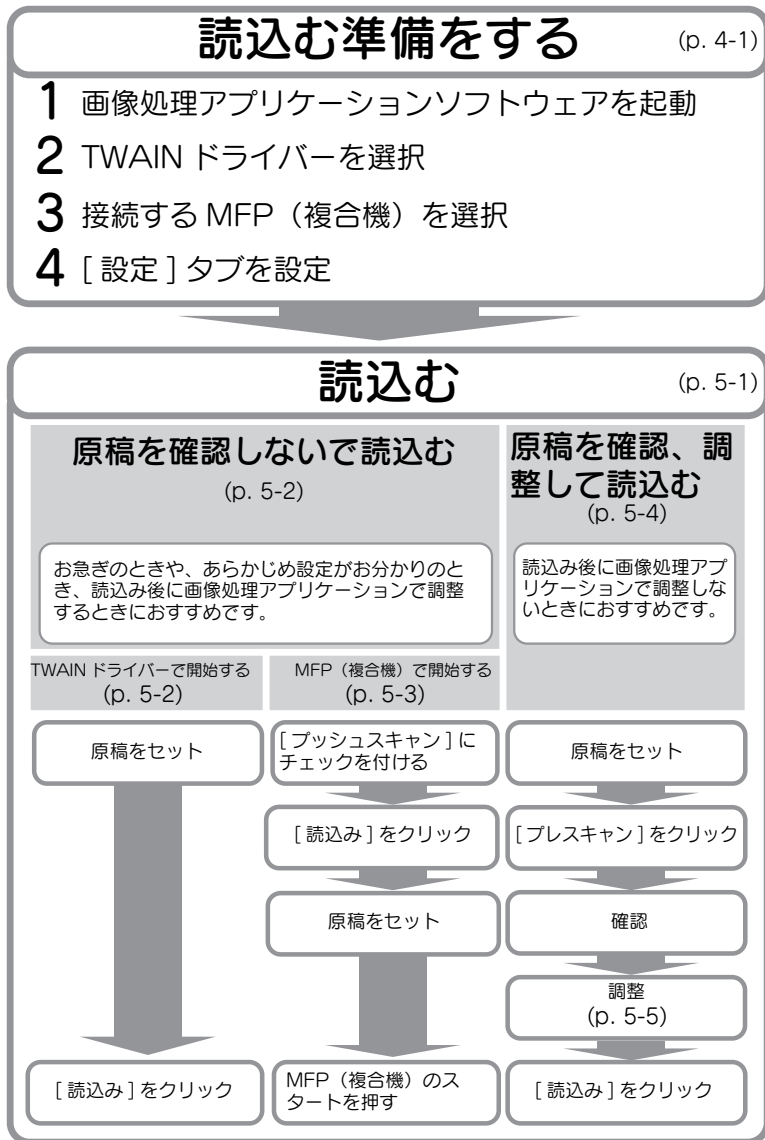 読込む準備をする (p. 4-1)
1 画像処理アプリケーションソフトウェアを起動
2 TWAIN ドライバーを選択
3 接続する MFP（複合機）を選択
4 [ 設定 ] タブを設定
読込む (p. 5-1)
原稿を確認しないで読込む
(p. 5-2)
お急ぎのときや、あらかじめ設定がお分かりのと
き、読込み後に画像処理アプリケーションで調整
するときにおすすめです。
TWAIN ドライバーで開始する
(p. 5-2)
原稿をセット
[ 読込み ] をクリック
MFP（複合機）で開始する
(p. 5-3)
[ プッシュスキャン ] に
チェックを付ける
[ 読込み ] をクリック
原稿をセット
MFP（複合機）のス
タートを押す
原稿を確認、調
整して読込む
(p. 5-4)
読込み後に画像処理アプ
リケーションで調整しな
いときにおすすめです。
原稿をセット
[ プレスキャン ] をクリック
確認
調整
(p. 5-5)
[ 読込み ] をクリック